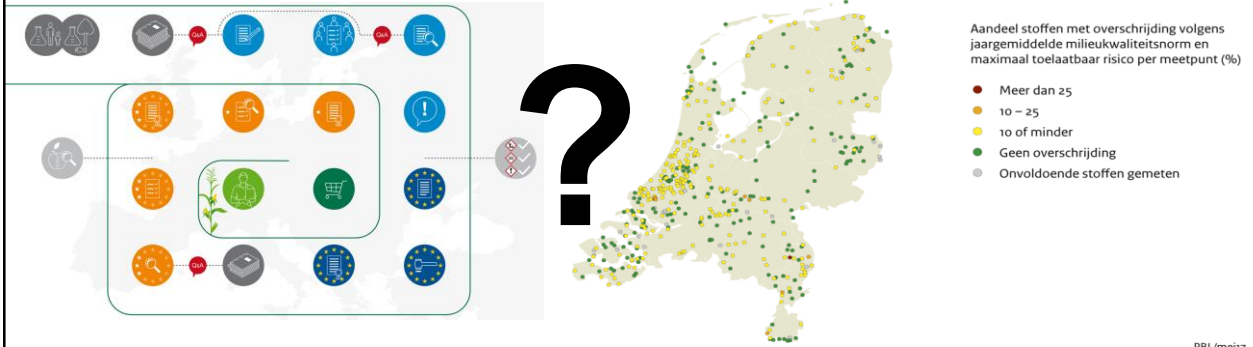 Q&A
Q&A
Q&A
?
Aandeel stoffen met overschrijding volgens
jaargemiddelde milieukwaliteitsnorm en
maximaal toelaatbaar risico per meetpunt (%)
Meer dan 25
10 – 25
10 of minder
Geen overschrijding
Onvoldoende stoffen gemeten